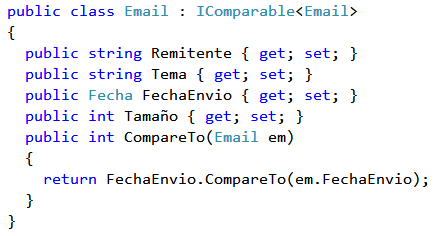 public class Email : IComparable<Email>
{
  public string Remitente { get; set; }
  public string Tema { get; set; }
  public Fecha FechaEnvio { get; set; }
  public int Tamaño { get; set; }
  public int CompareTo(Email em)
  {
    return FechaEnvio.CompareTo(em.FechaEnvio);
  }
}